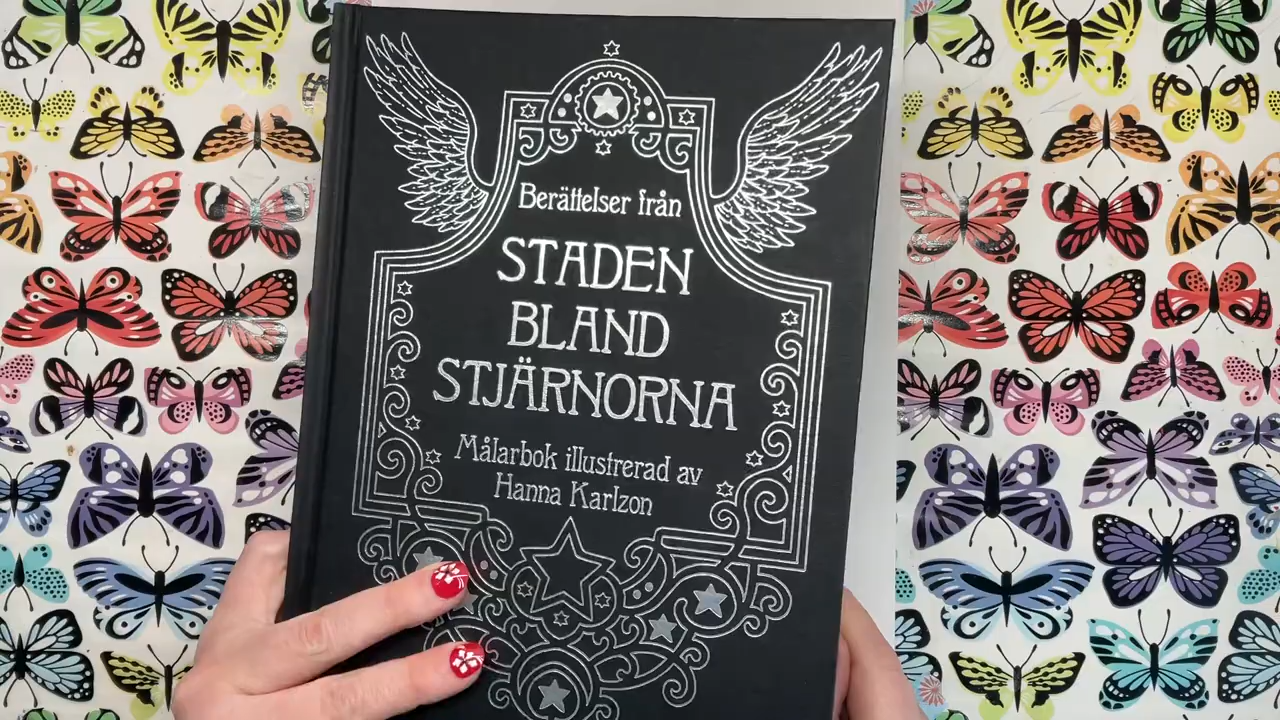 Berättelser från
STADEN
BLAND
STJÄRNORNA
Målarbok illustrerad av
Hanna Karlzon